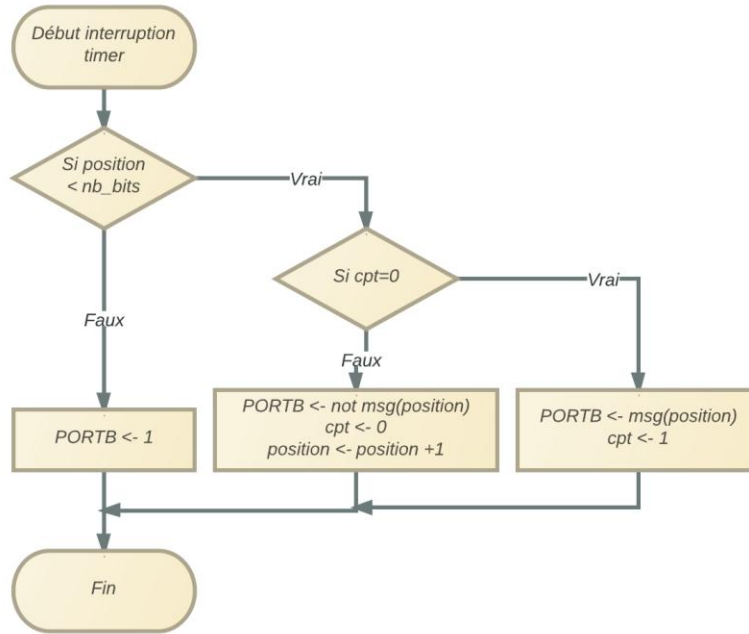 Début interruption
timer
Si position
< nb_bits
Vrai
Si cpt=0
Vrai
Faux
Faux
PORTB <- 1
PORTB <- not msg(position)
cpt <- 0
position <- position +1
PORTB <- msg(position)
cpt <- 1
Fin